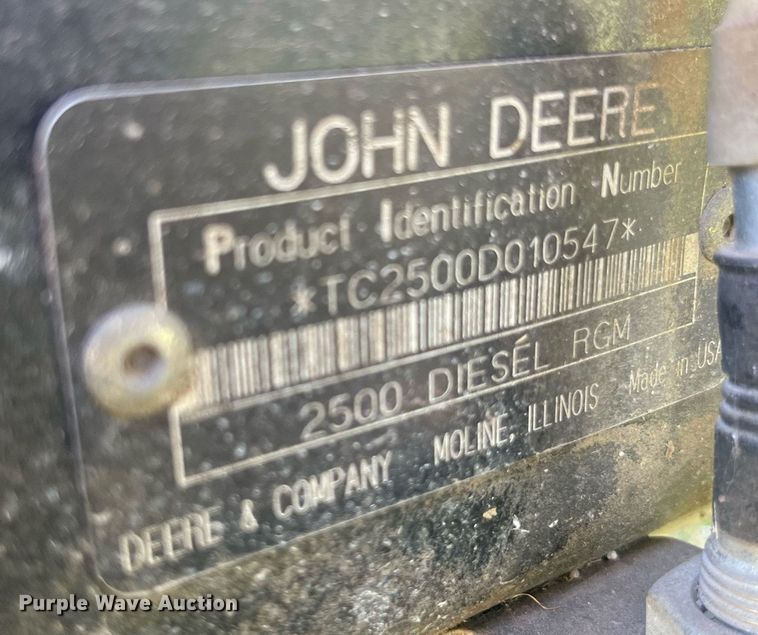 JOHN DEERE
Product Identification Number
*TC2500D010547*
2500 DIESEL RGM
DEERE & COMPANY MOLINE, ILLINOIS Made in USA
Purple Wave Auction